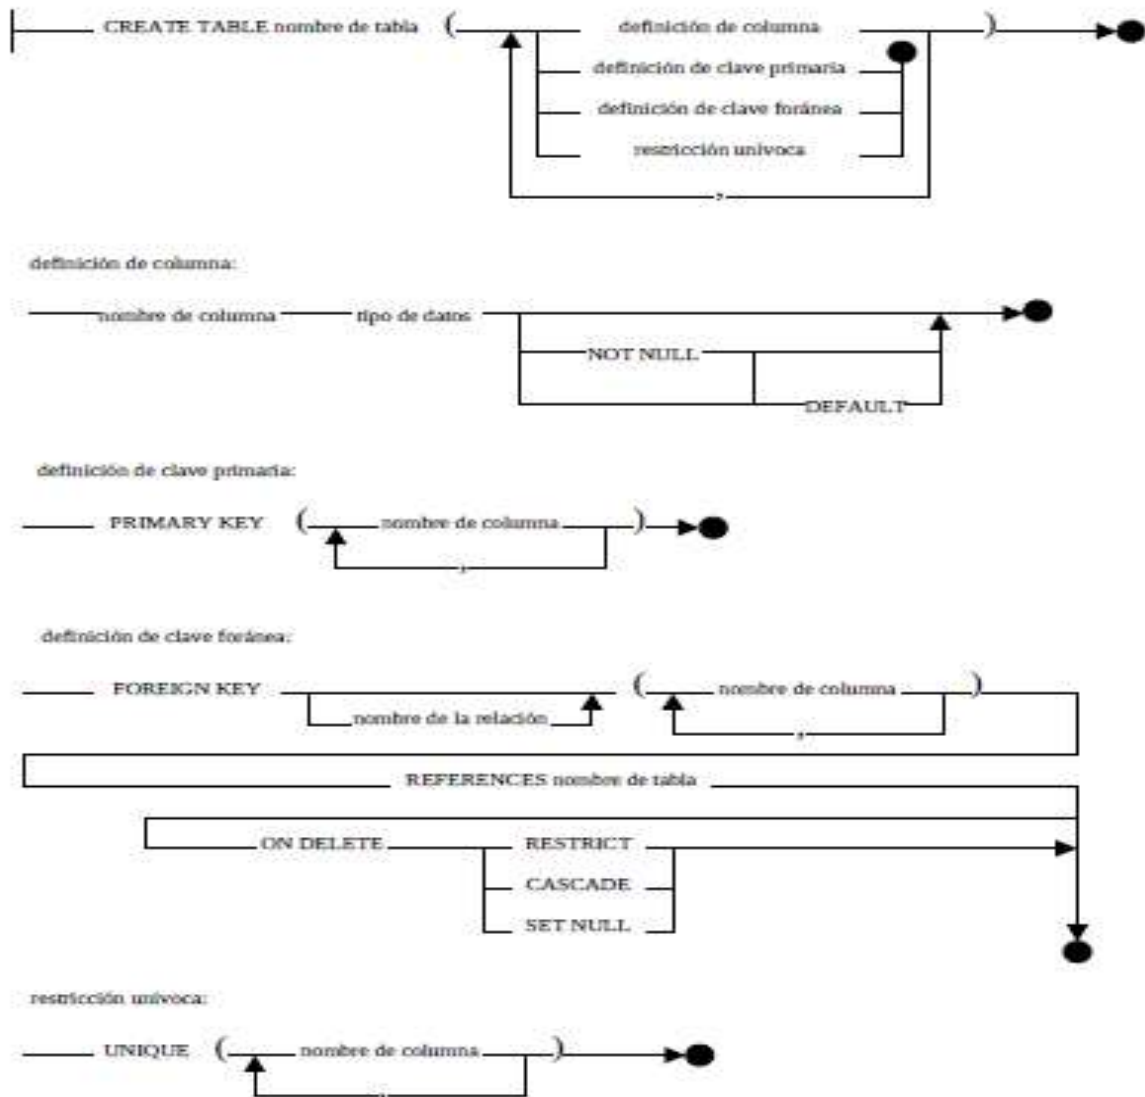 CREATE TABLE nombre de tabla ( definición de columna )
definición de clave primaria
definición de clave foránea
restricción unívoca
,
definición de columna:
nombre de columna tipo de datos
NOT NULL
DEFAULT
definición de clave primaria:
PRIMARY KEY ( nombre de columna )
,
definición de clave foránea:
FOREIGN KEY ( nombre de columna )
nombre de la relación ,
REFERENCES nombre de tabla
ON DELETE RESTRICT
CASCADE
SET NULL
restricción unívoca:
UNIQUE ( nombre de columna )
,